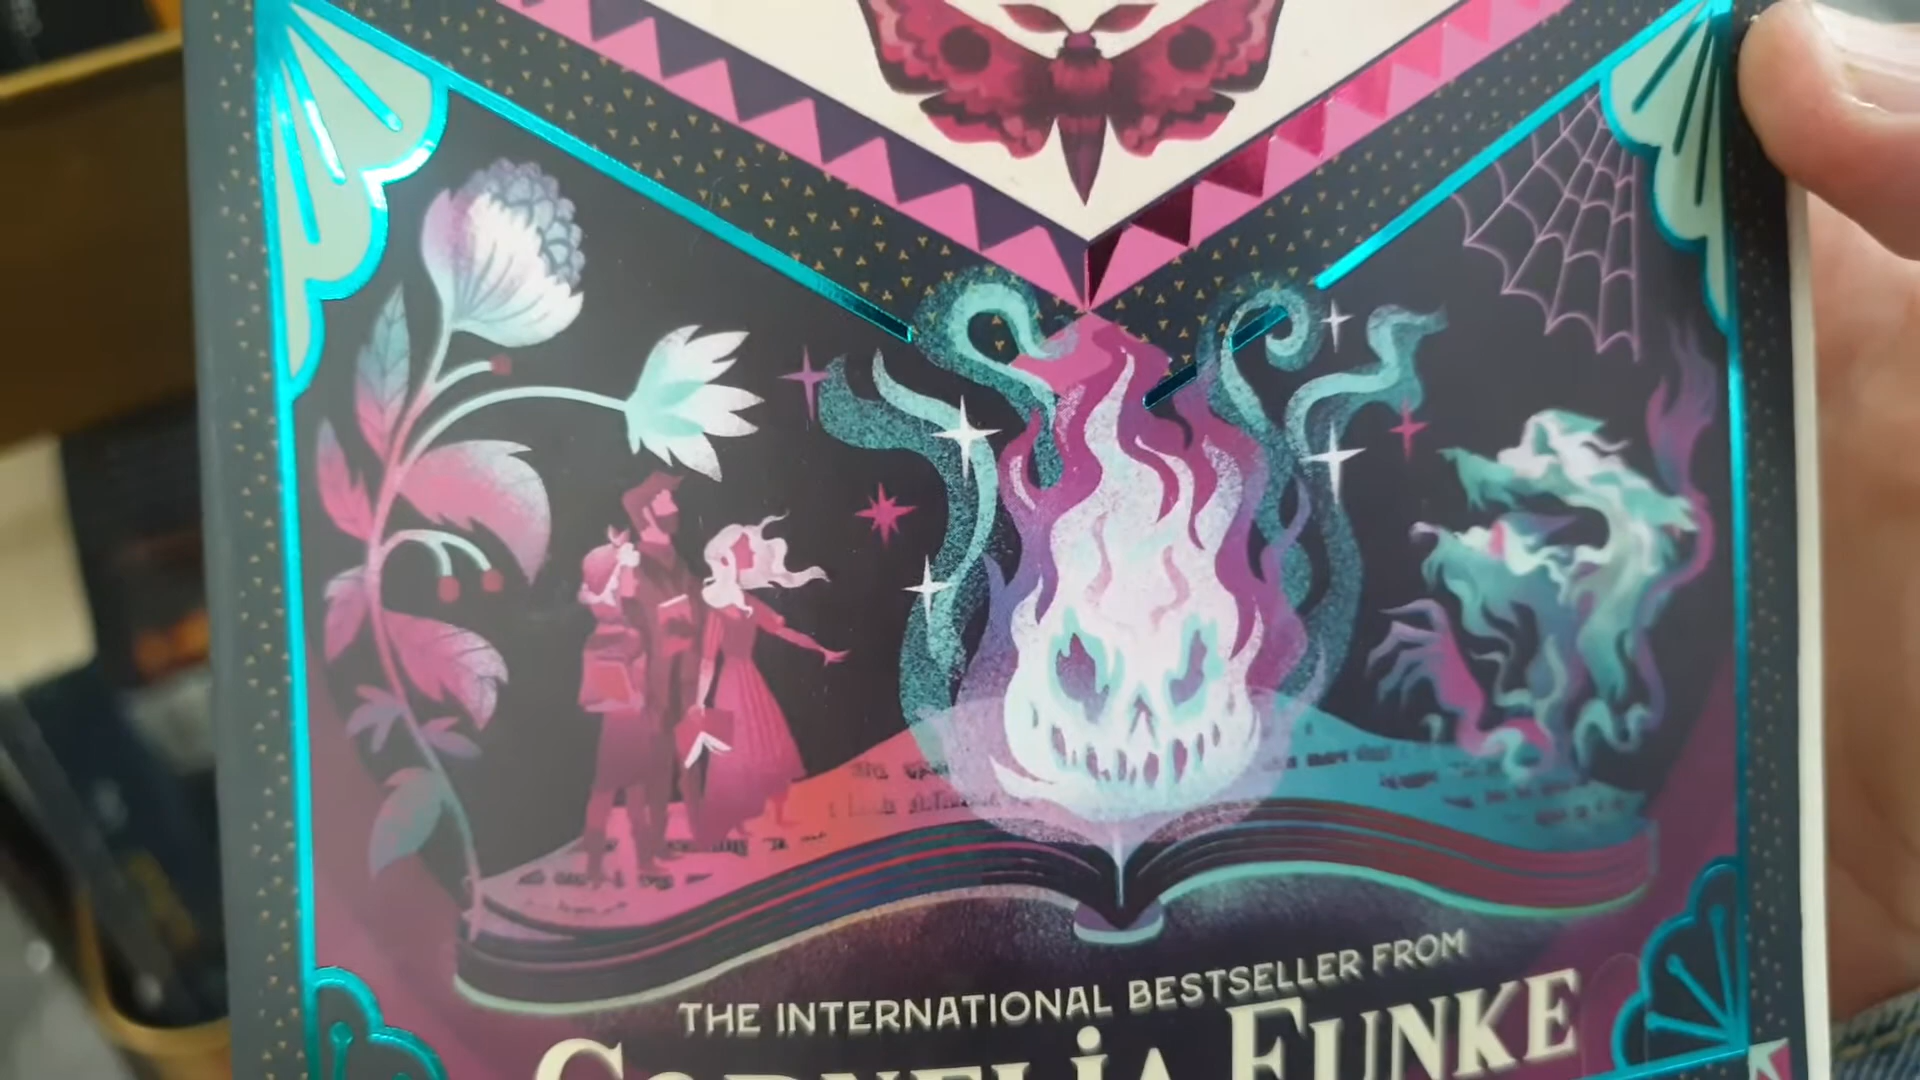 THE INTERNATIONAL BESTSELLER FROM
CORNELIA FUNKE